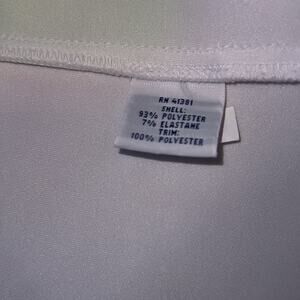 RN 41381
SHELL:
93% POLYESTER
7% ELASTANE
TRIM:
100% POLYESTER